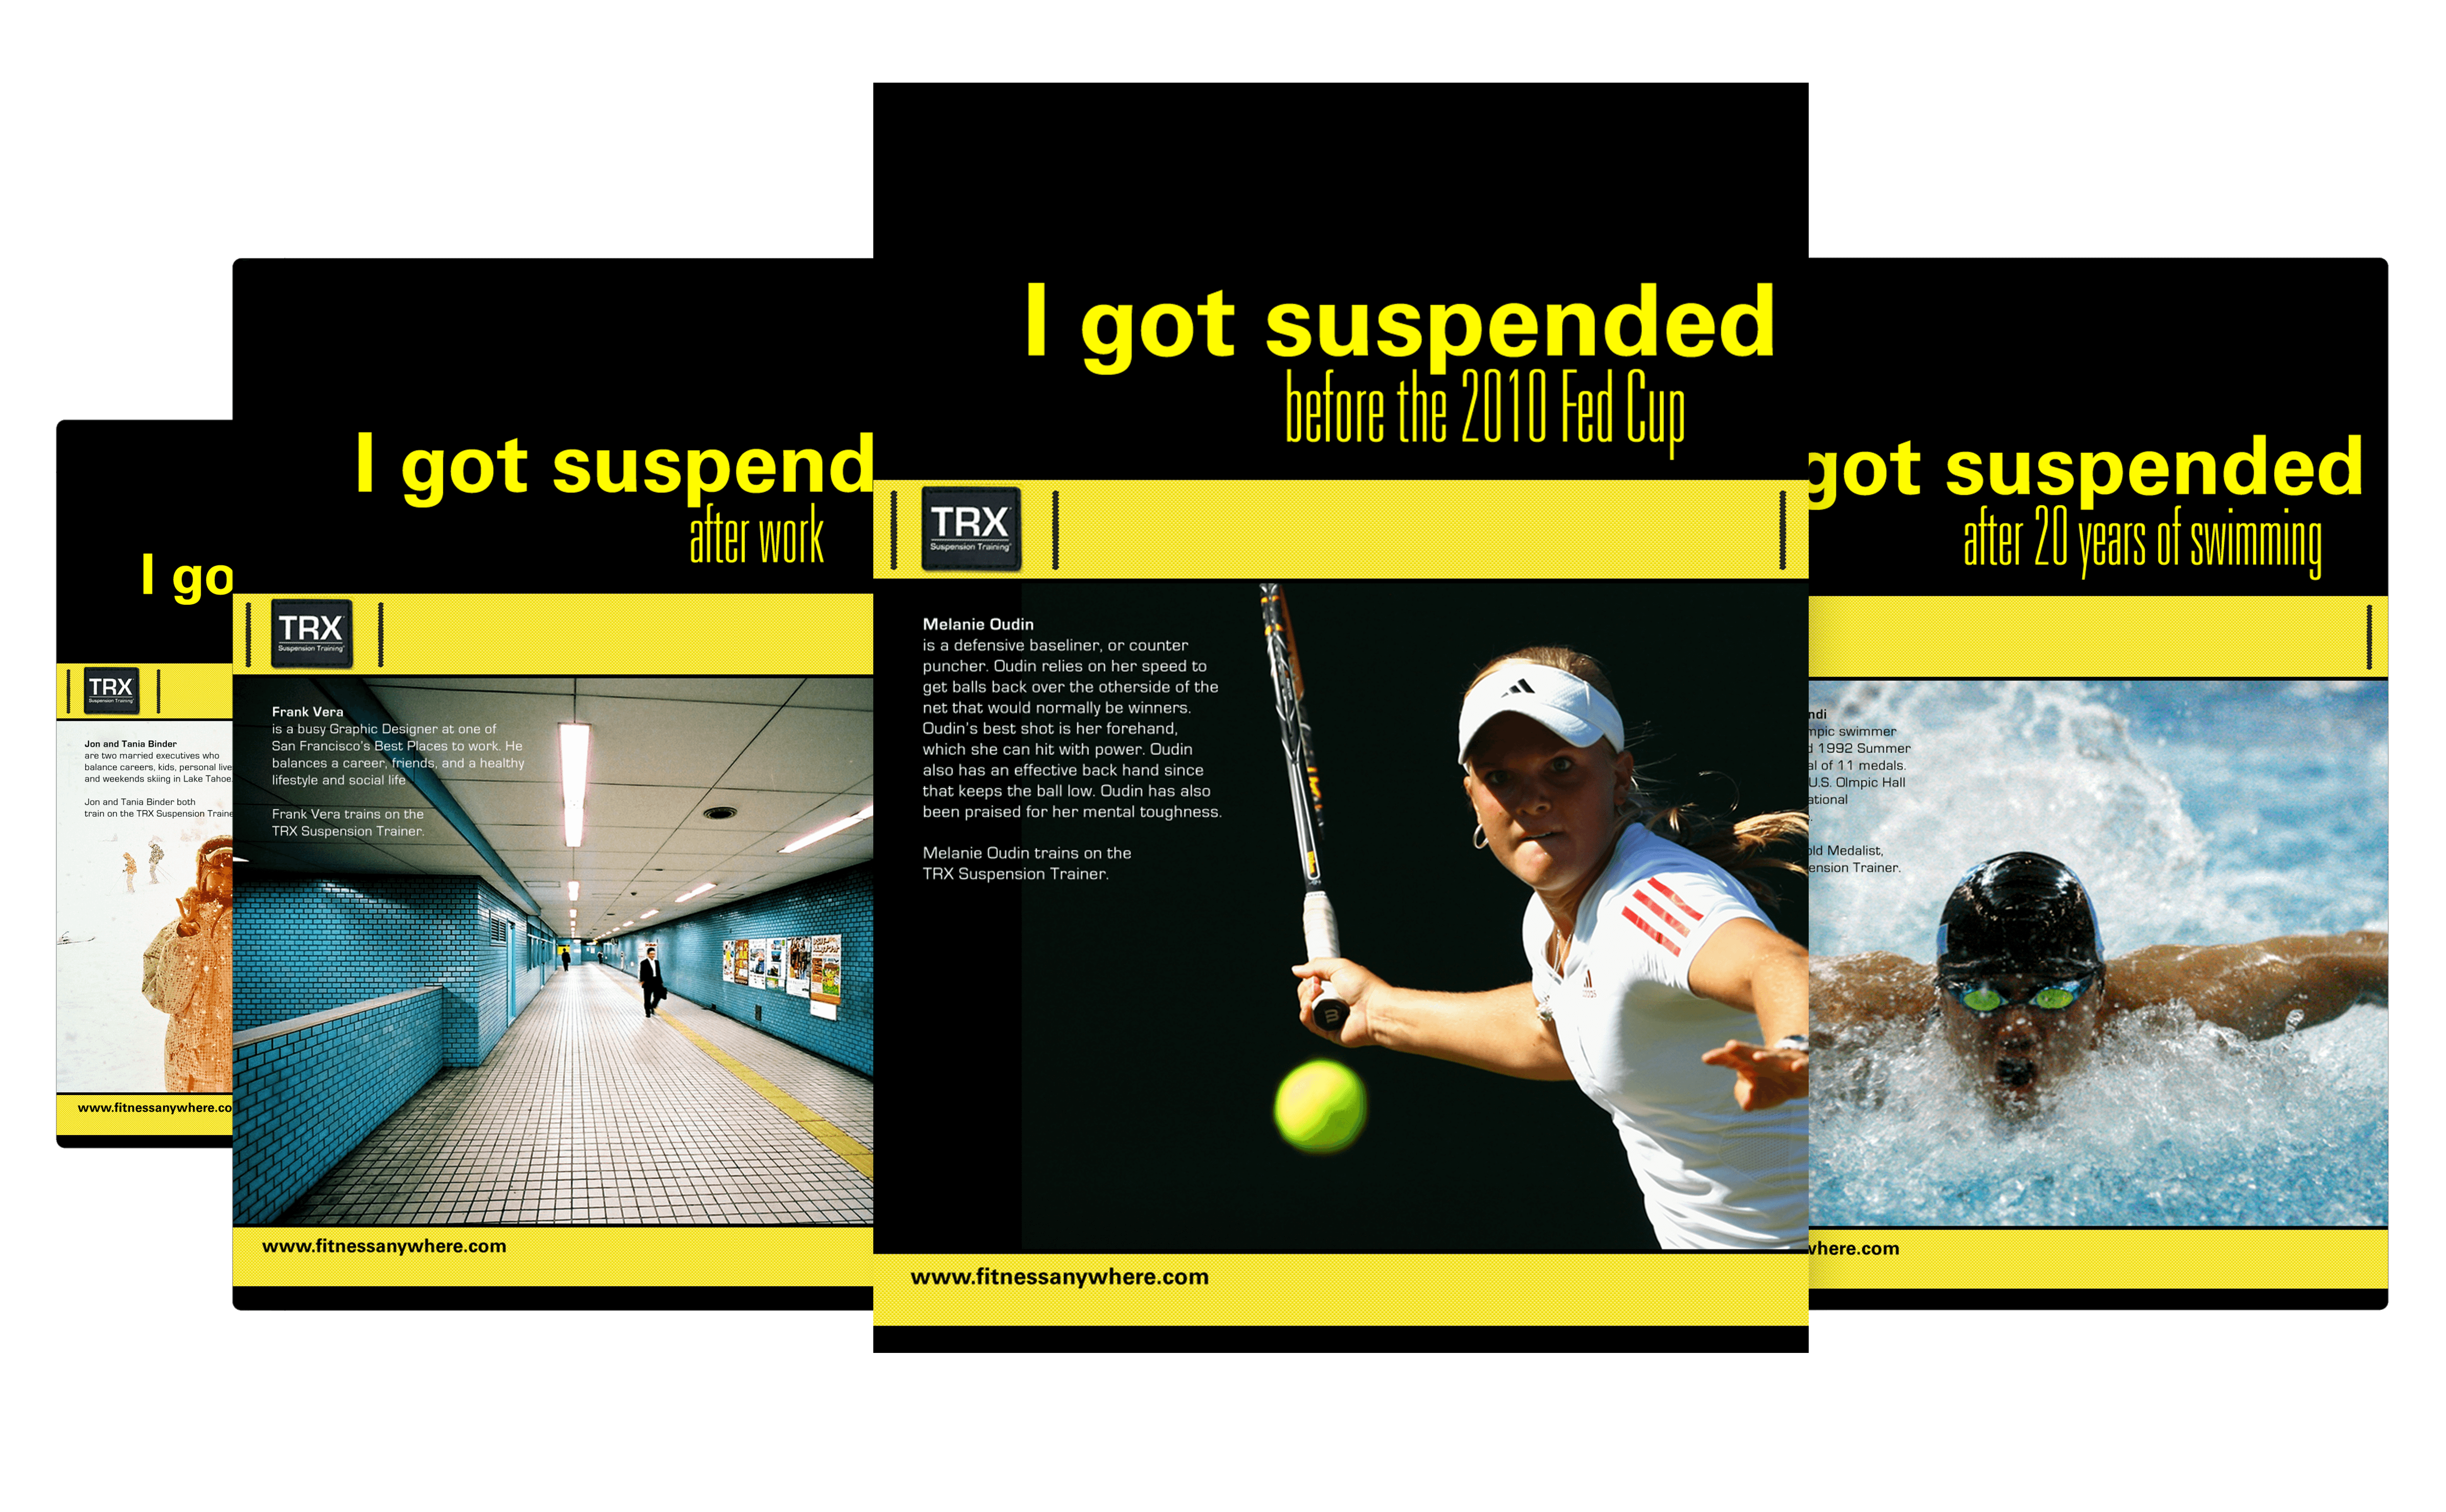 I go
TRX
Suspension Training
Jon and Tania Binder
are two married executives who
balance careers, kids, personal live
and weekends skiing in Lake Tahoe.
Jon and Tania Binder both
train on the TRX Suspension Traine
www.fitnessanywhere.co
I got suspend
after work
TRX
Suspension Training®
Frank Vera
is a busy Graphic Designer at one of
San Francisco's Best Places to work. He
balances a career, friends, and a healthy
lifestyle and social life
Frank Vera trains on the
TRX Suspension Trainer.
www.fitnessanywhere.com
I got suspended
before the 2010 Fed Cup
TRX
Suspension Training®
Melanie Oudin
is a defensive baseliner, or counter
puncher. Oudin relies on her speed to
get balls back over the otherside of the
net that would normally be winners.
Oudin's best shot is her forehand,
which she can hit with power. Oudin
also has an effective back hand since
that keeps the ball low. Oudin has also
been praised for her mental toughness.
Melanie Oudin trains on the
TRX Suspension Trainer.
www.fitnessanywhere.com
got suspended
after 20 years of swimming
ndi
mpic swimmer
d 1992 Summer
al of 11 medals.
U.S. Olmpic Hall
ational
old Medalist,
ension Trainer.
where.com